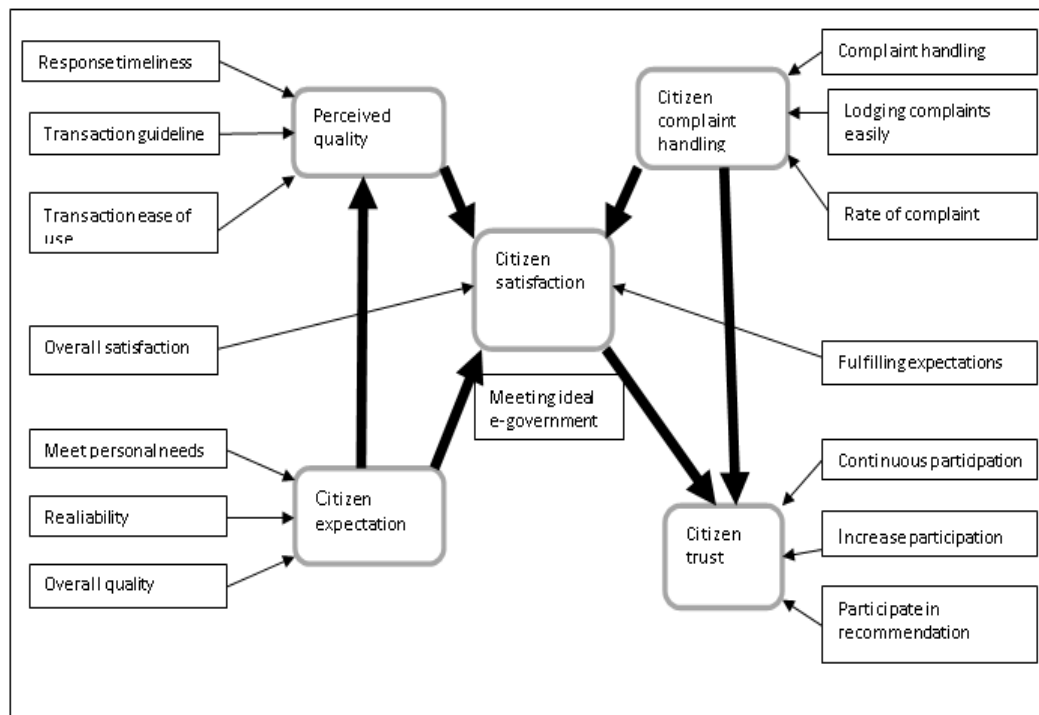 Response timeliness
Complaint handling
Perceived
quality
Citizen
complaint
handling
Lodging complaints
easily
Transaction guideline
Transaction ease of
use
Rate of complaint
Citizen
satisfaction
Overall satisfaction
Fulfilling expectations
Meeting ideal
e-government
Meet personal needs
Continuous participation
Citizen
expectation
Realiability
Citizen
trust
Increase participation
Overall quality
Participate in
recommendation